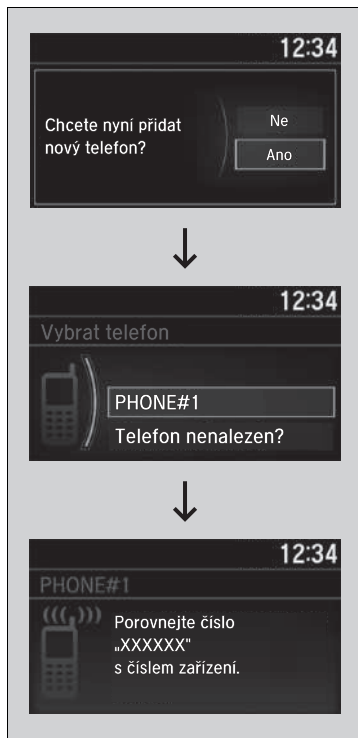 12:34
Chcete nyní přidat
nový telefon?
Ne
Ano
12:34
Vybrat telefon
PHONE#1
Telefon nenalezen?
12:34
PHONE#1
Porovnejte číslo
„XXXXXX"
s číslem zařízení.